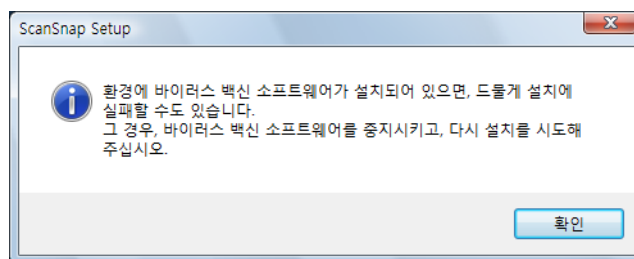 ScanSnap Setup
환경에 바이러스 백신 소프트웨어가 설치되어 있으면, 드물게 설치에
실패할 수도 있습니다.
그 경우, 바이러스 백신 소프트웨어를 중지시키고, 다시 설치를 시도해
주십시오.
확인